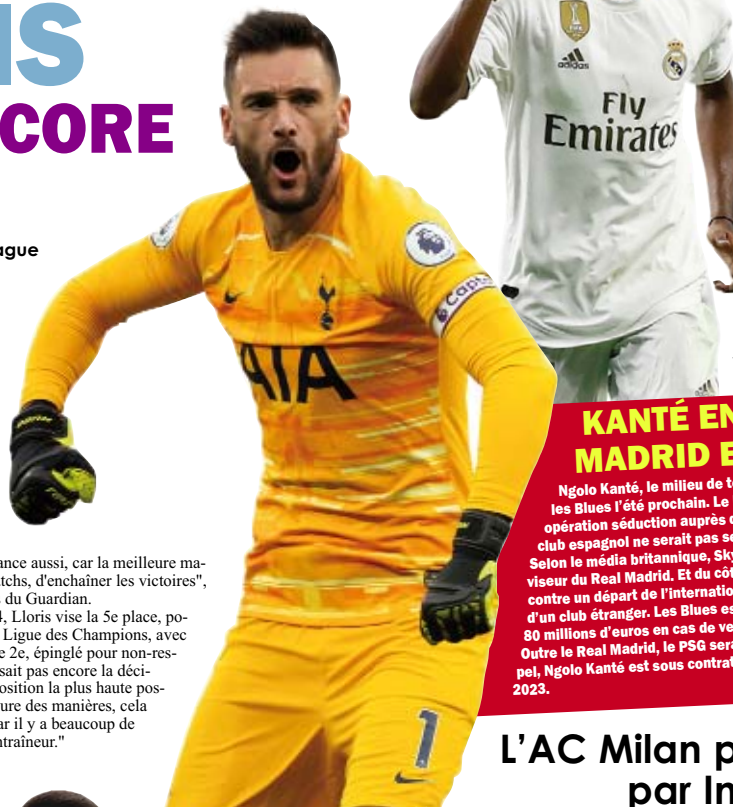 NS
CORE
ague
adidas
Fly
Emirates
AIA
1
ance aussi, car la meilleure ma-
tchs, d'enchaîner les victoires",
s du Guardian.
4, Lloris vise la 5e place, po-
Ligue des Champions, avec
e 2e, épinglé pour non-res-
sait pas encore la déci-
osition la plus haute pos-
ure des manières, cela
ar il y a beaucoup de
ntraîneur."
KANTÉ EN
MADRID E
Ngolo Kanté, le milieu de te
les Blues l'été prochain. Le
opération séduction auprès d
club espagnol ne serait pas se
Selon le média britannique, Sky
viseur du Real Madrid. Et du côt
contre un départ de l'internatio
d'un club étranger. Les Blues es
80 millions d'euros en cas de ve
Outre le Real Madrid, le PSG sera
pel, Ngolo Kanté est sous contrat
2023.
L'AC Milan p
par In